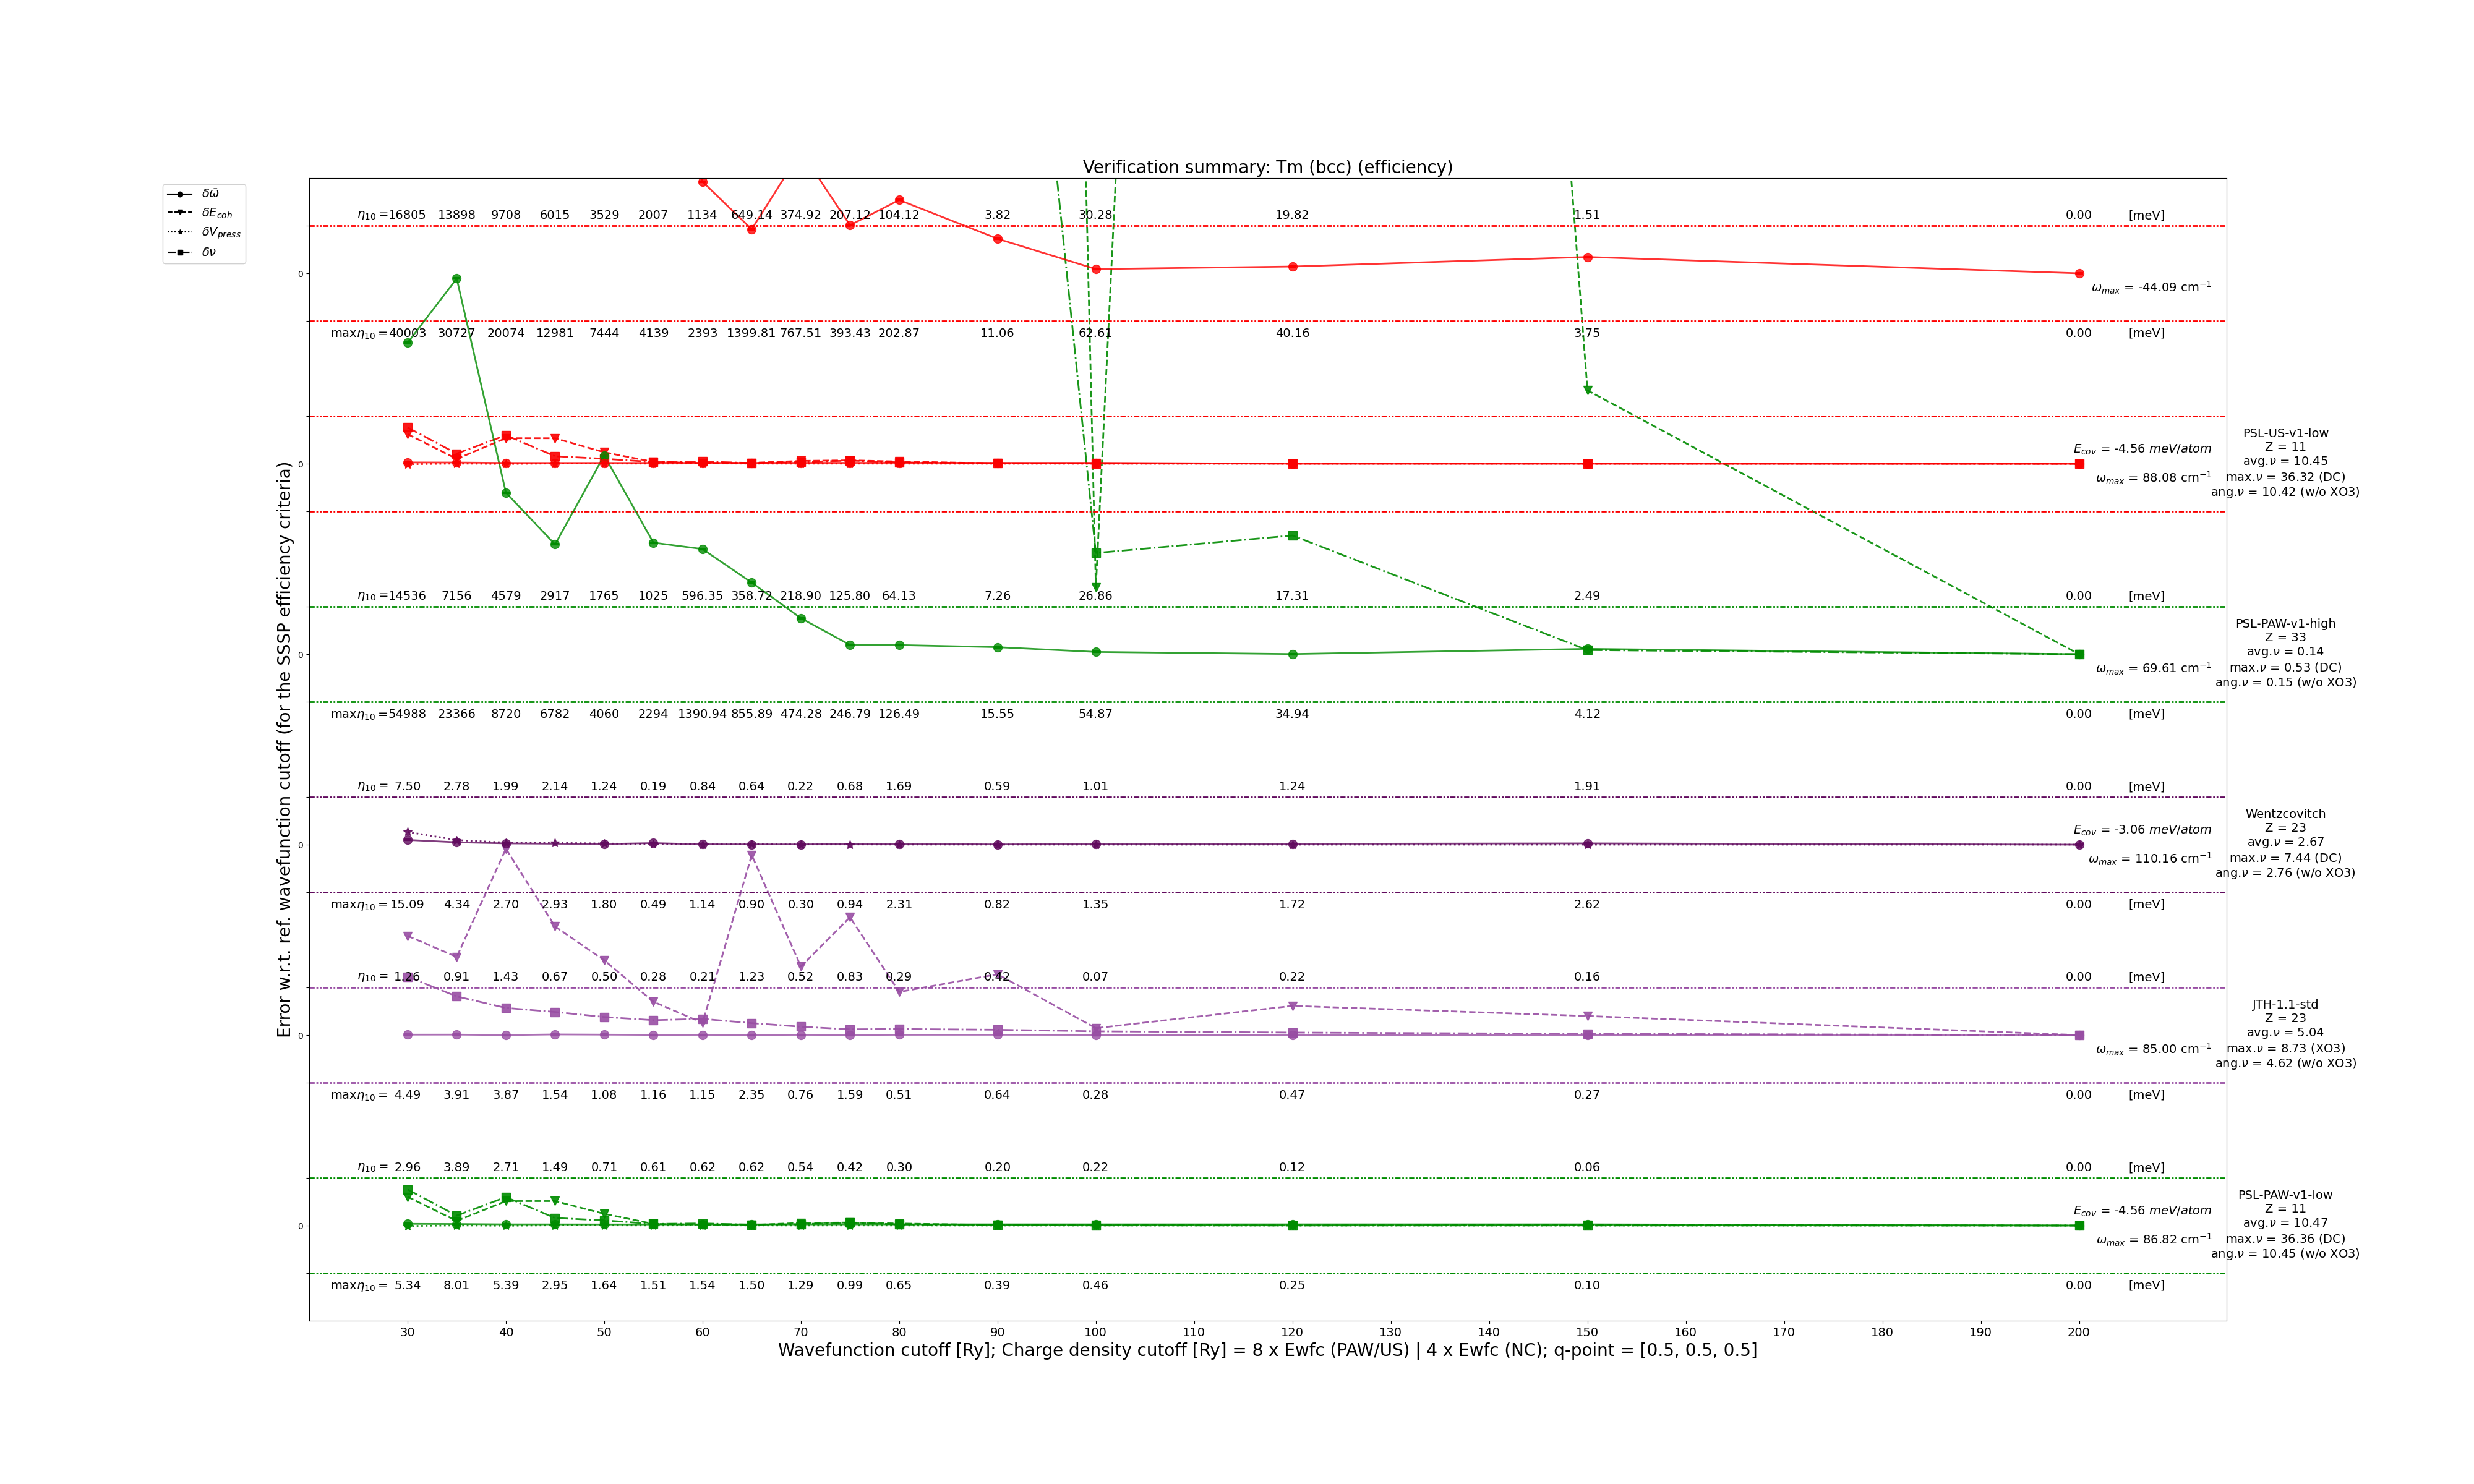 Verification summary: Tm (bcc) (efficiency)
δω̄
δE_coh
δV_press
δν
Error w.r.t. ref. wavefunction cutoff (for the SSSP efficiency criteria)
η₁₀ = 16805 13898 9708 6015 3529 2007 1134 649.14 374.92 207.12 104.12 3.82 30.28 19.82 1.51 0.00 [meV]
0
ω_max = -44.09 cm⁻¹
maxη₁₀ = 40003 30727 20074 12981 7444 4139 2393 1399.81 767.51 393.43 202.87 11.06 62.61 40.16 3.75 0.00 [meV]
0
E_cov = -4.56 meV/atom
ω_max = 88.08 cm⁻¹
PSL-US-v1-low
Z = 11
avg.ν = 10.45
max.ν = 36.32 (DC)
ang.ν = 10.42 (w/o XO3)
η₁₀ = 14536 7156 4579 2917 1765 1025 596.35 358.72 218.90 125.80 64.13 7.26 26.86 17.31 2.49 0.00 [meV]
0
ω_max = 69.61 cm⁻¹
PSL-PAW-v1-high
Z = 33
avg.ν = 0.14
max.ν = 0.53 (DC)
ang.ν = 0.15 (w/o XO3)
maxη₁₀ = 54988 23366 8720 6782 4060 2294 1390.94 855.89 474.28 246.79 126.49 15.55 54.87 34.94 4.12 0.00 [meV]
η₁₀ = 7.50 2.78 1.99 2.14 1.24 0.19 0.84 0.64 0.22 0.68 1.69 0.59 1.01 1.24 1.91 0.00 [meV]
0
E_cov = -3.06 meV/atom
ω_max = 110.16 cm⁻¹
Wentzcovitch
Z = 23
avg.ν = 2.67
max.ν = 7.44 (DC)
ang.ν = 2.76 (w/o XO3)
maxη₁₀ = 15.09 4.34 2.70 2.93 1.80 0.49 1.14 0.90 0.30 0.94 2.31 0.82 1.35 1.72 2.62 0.00 [meV]
η₁₀ = 1.26 0.91 1.43 0.67 0.50 0.28 0.21 1.23 0.52 0.83 0.29 0.42 0.07 0.22 0.16 0.00 [meV]
0
ω_max = 85.00 cm⁻¹
JTH-1.1-std
Z = 23
avg.ν = 5.04
max.ν = 8.73 (XO3)
ang.ν = 4.62 (w/o XO3)
maxη₁₀ = 4.49 3.91 3.87 1.54 1.08 1.16 1.15 2.35 0.76 1.59 0.51 0.64 0.28 0.47 0.27 0.00 [meV]
η₁₀ = 2.96 3.89 2.71 1.49 0.71 0.61 0.62 0.62 0.54 0.42 0.30 0.20 0.22 0.12 0.06 0.00 [meV]
0
E_cov = -4.56 meV/atom
ω_max = 86.82 cm⁻¹
PSL-PAW-v1-low
Z = 11
avg.ν = 10.47
max.ν = 36.36 (DC)
ang.ν = 10.45 (w/o XO3)
maxη₁₀ = 5.34 8.01 5.39 2.95 1.64 1.51 1.54 1.50 1.29 0.99 0.65 0.39 0.46 0.25 0.10 0.00 [meV]
30 40 50 60 70 80 90 100 110 120 130 140 150 160 170 180 190 200
Wavefunction cutoff [Ry]; Charge density cutoff [Ry] = 8 x Ewfc (PAW/US) | 4 x Ewfc (NC); q-point = [0.5, 0.5, 0.5]